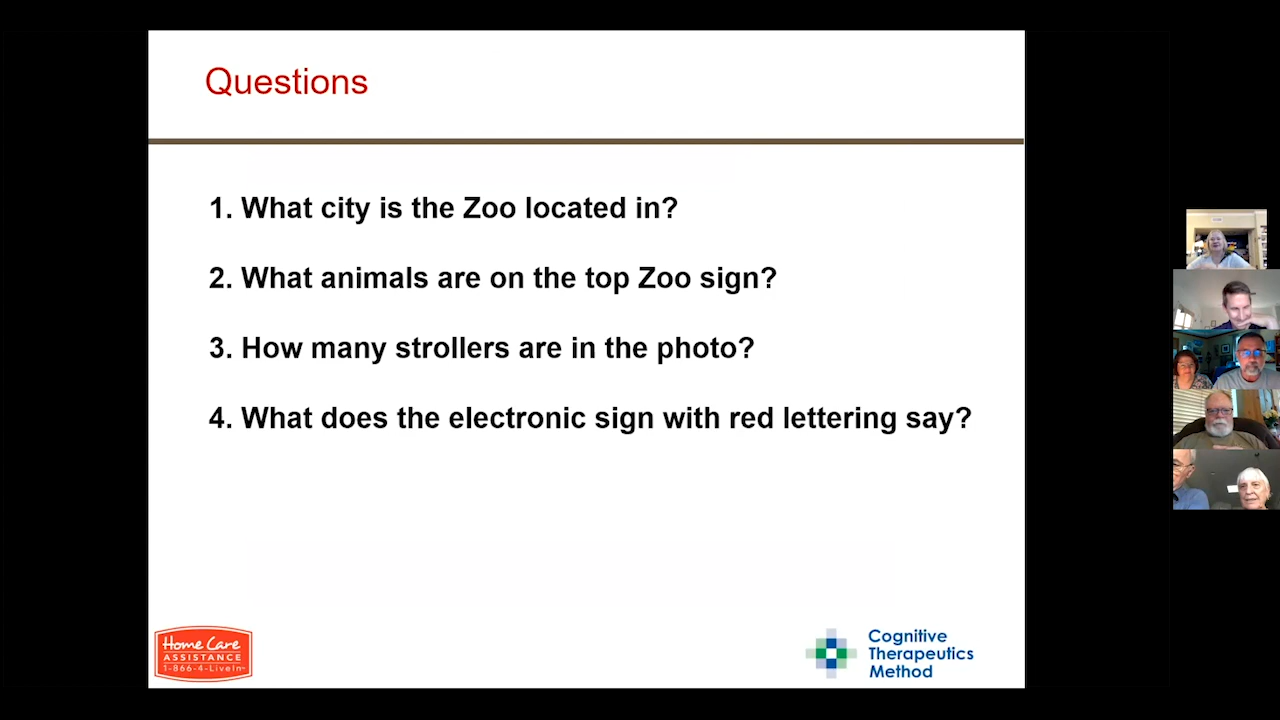 Questions
1. What city is the Zoo located in?
2. What animals are on the top Zoo sign?
3. How many strollers are in the photo?
4. What does the electronic sign with red lettering say?
Home Care
ASSISTANCE
1-866-4-LiveIn
Cognitive
Therapeutics
Method